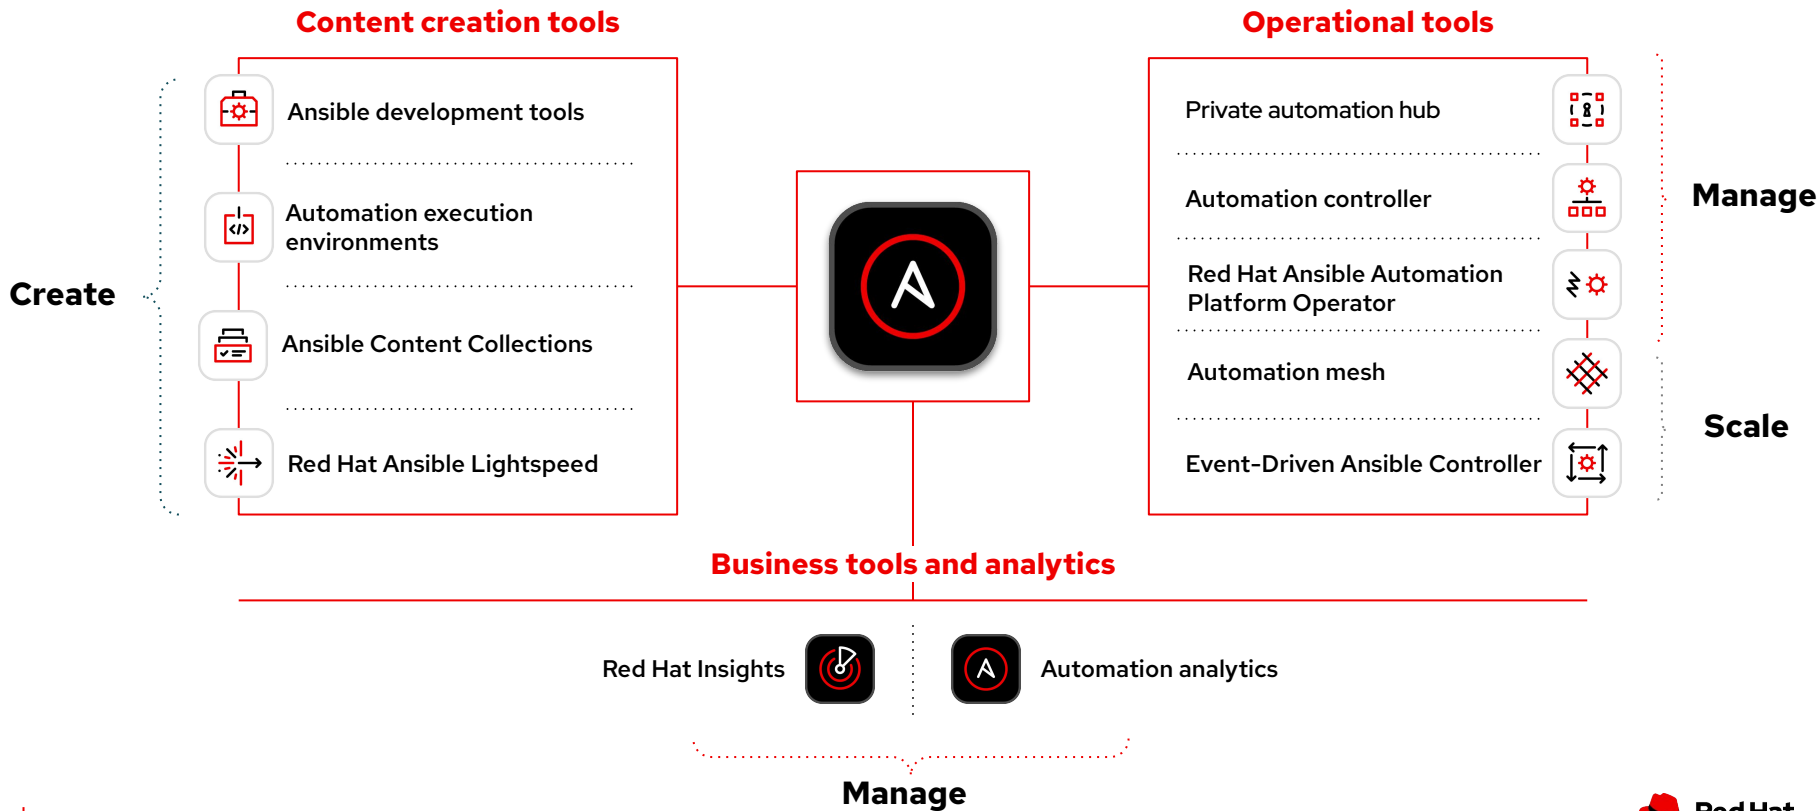 Content creation tools
Operational tools
Create
Ansible development tools
Automation execution
environments
Ansible Content Collections
Red Hat Ansible Lightspeed
Private automation hub
Automation controller
Red Hat Ansible Automation
Platform Operator
Automation mesh
Event-Driven Ansible Controller
Manage
Scale
Business tools and analytics
Red Hat Insights
Automation analytics
Manage
Red Hat